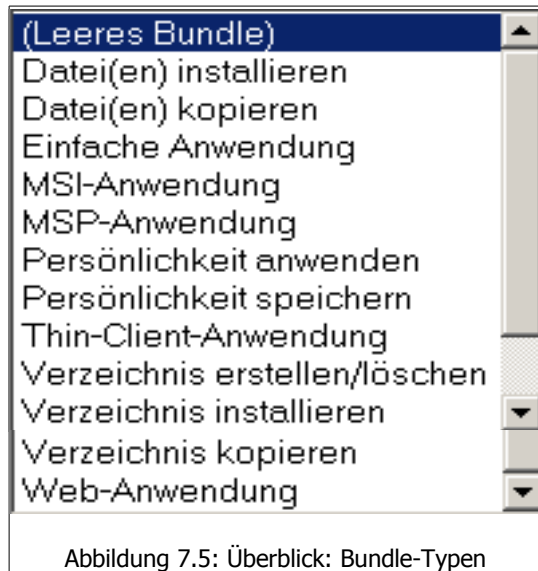 (Leeres Bundle)
Datei(en) installieren
Datei(en) kopieren
Einfache Anwendung
MSI-Anwendung
MSP-Anwendung
Persönlichkeit anwenden
Persönlichkeit speichern
Thin-Client-Anwendung
Verzeichnis erstellen/löschen
Verzeichnis installieren
Verzeichnis kopieren
Web-Anwendung
Abbildung 7.5: Überblick: Bundle-Typen